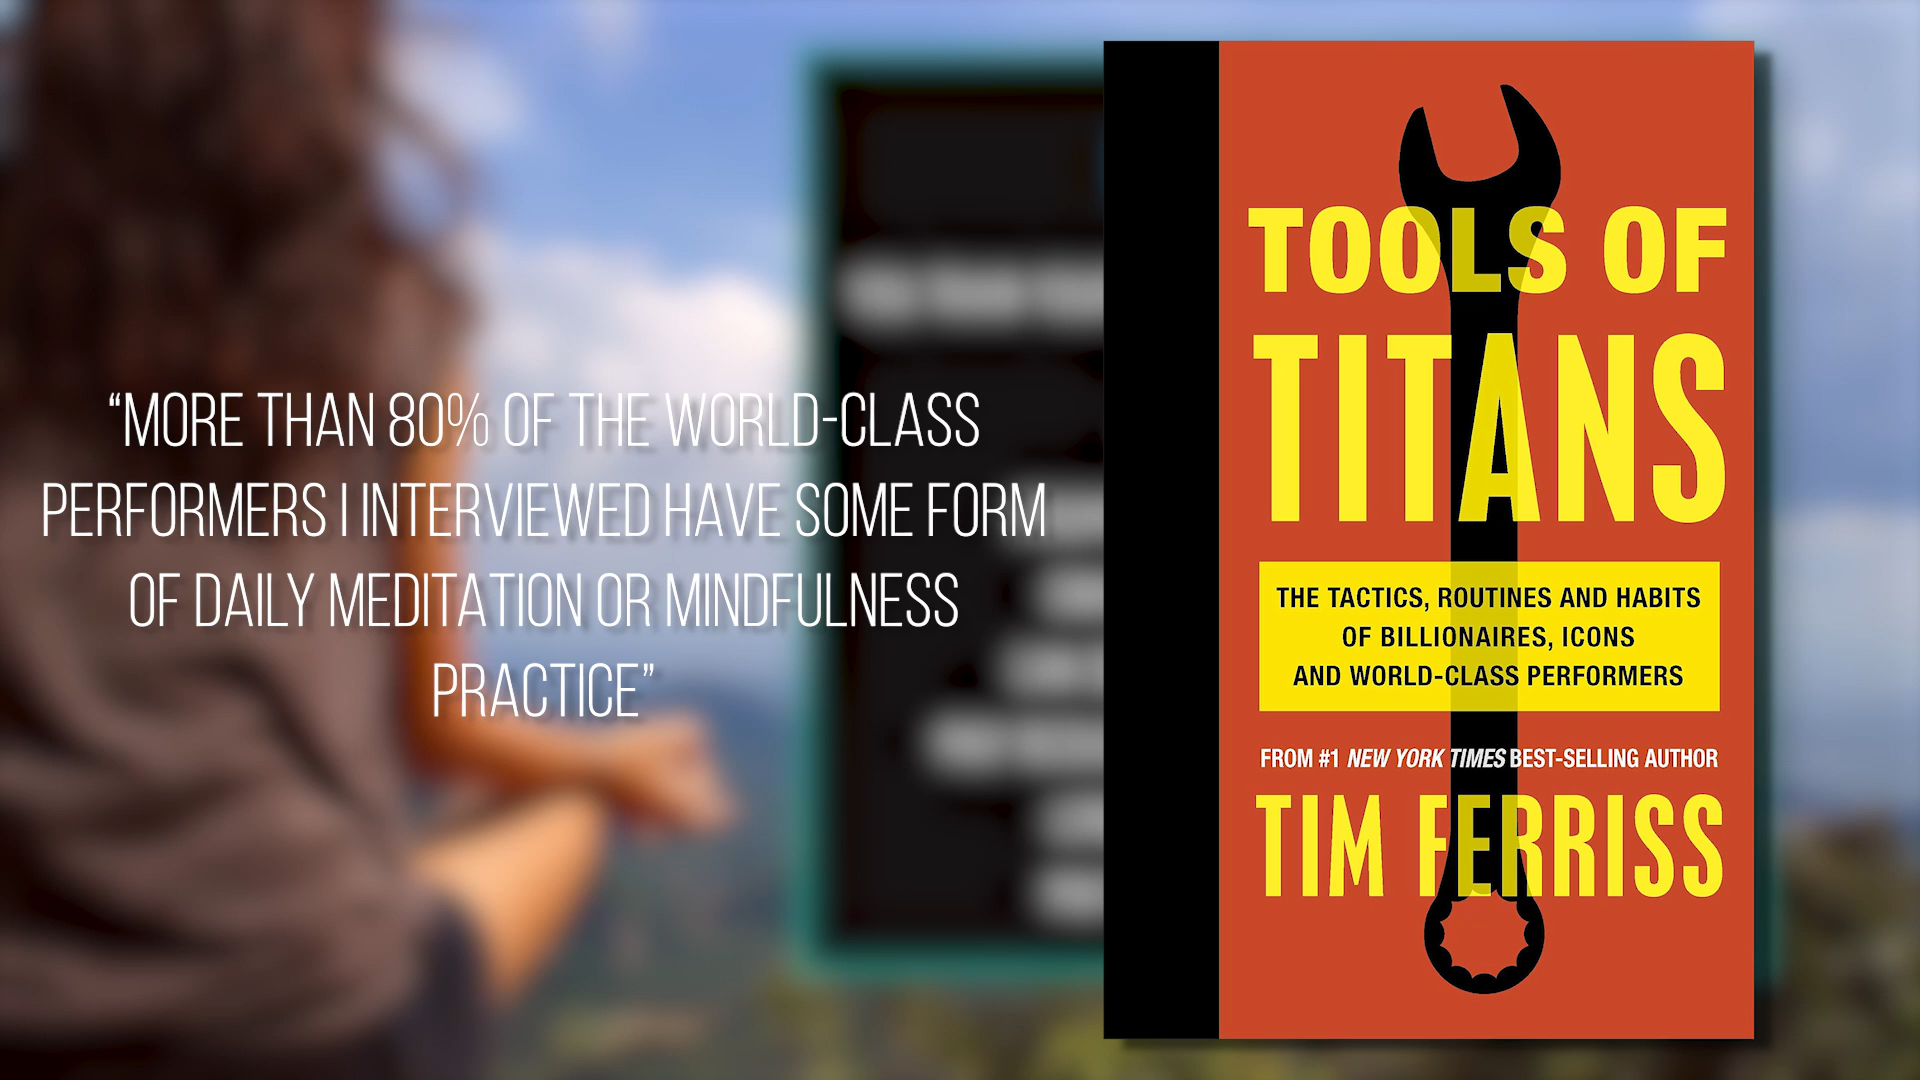 “MORE THAN 80% OF THE WORLD-CLASS
PERFORMERS I INTERVIEWED HAVE SOME FORM
OF DAILY MEDITATION OR MINDFULNESS
PRACTICE”
TOOLS OF
TITANS
THE TACTICS, ROUTINES AND HABITS
OF BILLIONAIRES, ICONS
AND WORLD-CLASS PERFORMERS
FROM #1 NEW YORK TIMES BEST-SELLING AUTHOR
TIM FERRISS